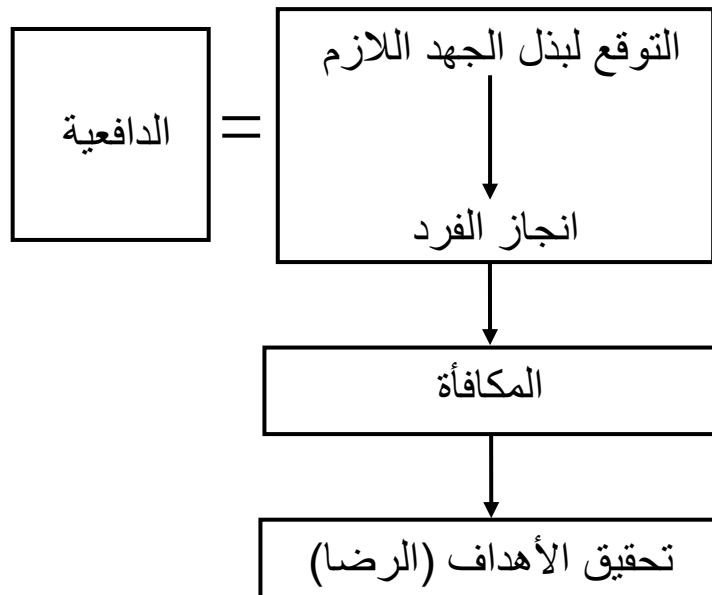 التوقع لبذل الجهد اللازم
الدافعية
=
انجاز الفرد
المكافأة
تحقيق الأهداف (الرضا)